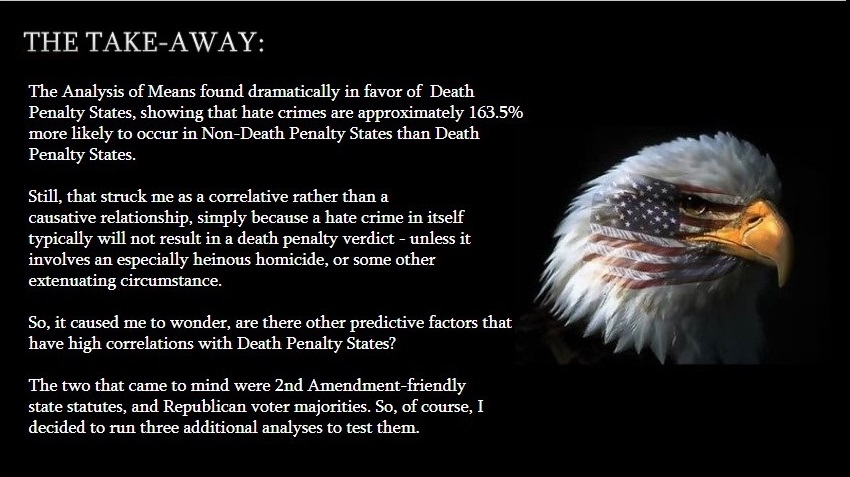 THE TAKE-AWAY:
The Analysis of Means found dramatically in favor of Death
Penalty States, showing that hate crimes are approximately 163.5%
more likely to occur in Non-Death Penalty States than Death
Penalty States.
Still, that struck me as a correlative rather than a
causative relationship, simply because a hate crime in itself
typically will not result in a death penalty verdict - unless it
involves an especially heinous homicide, or some other
extenuating circumstance.
So, it caused me to wonder, are there other predictive factors that
have high correlations with Death Penalty States?
The two that came to mind were 2nd Amendment-friendly
state statutes, and Republican voter majorities. So, of course, I
decided to run three additional analyses to test them.